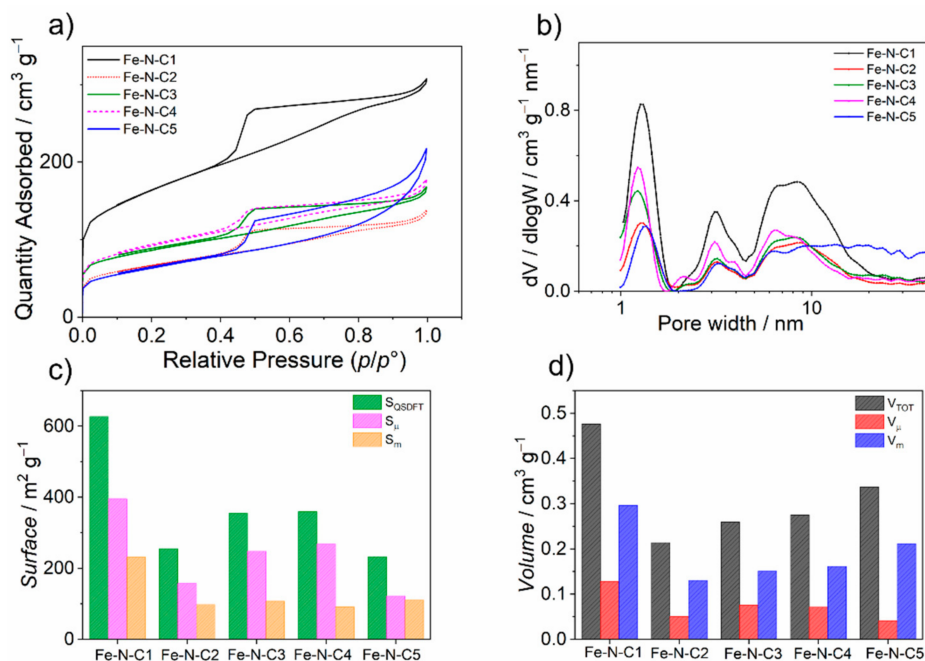 a)
Quantity Adsorbed / cm³ g⁻¹
200
0
Fe-N-C1
Fe-N-C2
Fe-N-C3
Fe-N-C4
Fe-N-C5
0.0 0.2 0.4 0.6 0.8 1.0
Relative Pressure (p/p°)
b)
dV / dlogW / cm³ g⁻¹ nm⁻¹
0.8
0.4
0.0
Fe-N-C1
Fe-N-C2
Fe-N-C3
Fe-N-C4
Fe-N-C5
1 10
Pore width / nm
c)
Surface / m² g⁻¹
600
400
200
0
S_QSDFT
S_μ
S_m
Fe-N-C1 Fe-N-C2 Fe-N-C3 Fe-N-C4 Fe-N-C5
d)
Volume / cm³ g⁻¹
0.5
0.4
0.3
0.2
0.1
0.0
V_TOT
V_μ
V_m
Fe-N-C1 Fe-N-C2 Fe-N-C3 Fe-N-C4 Fe-N-C5